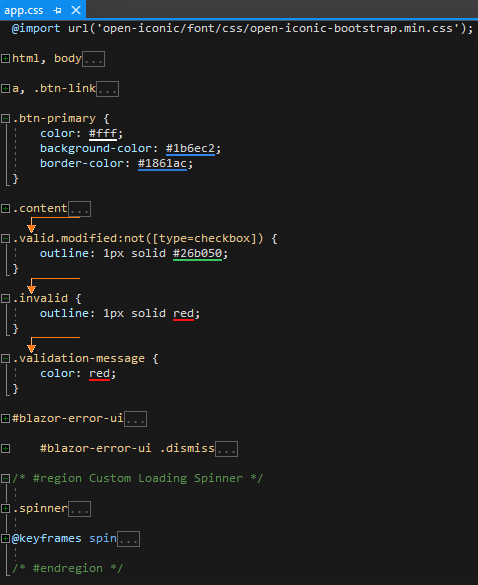 app.css
@import url('open-iconic/font/css/open-iconic-bootstrap.min.css');
html, body...
a, .btn-link...
.btn-primary {
color: #fff;
background-color: #1b6ec2;
border-color: #1861ac;
}
.content...
.valid.modified:not([type=checkbox]) {
outline: 1px solid #26b050;
}
.invalid {
outline: 1px solid red;
}
.validation-message {
color: red;
}
#blazor-error-ui...
#blazor-error-ui .dismiss...
/* #region Custom Loading Spinner */
.spinner...
@keyframes spin...
/* #endregion */